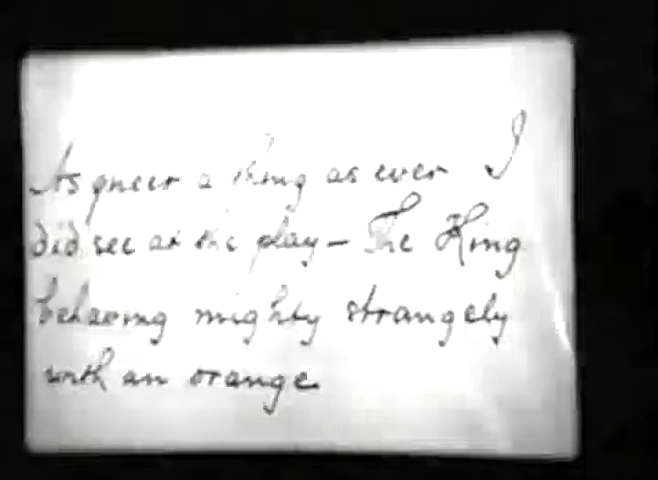 As queer a thing as ever I
did see at the play – The King
behaving mighty strangely
with an orange